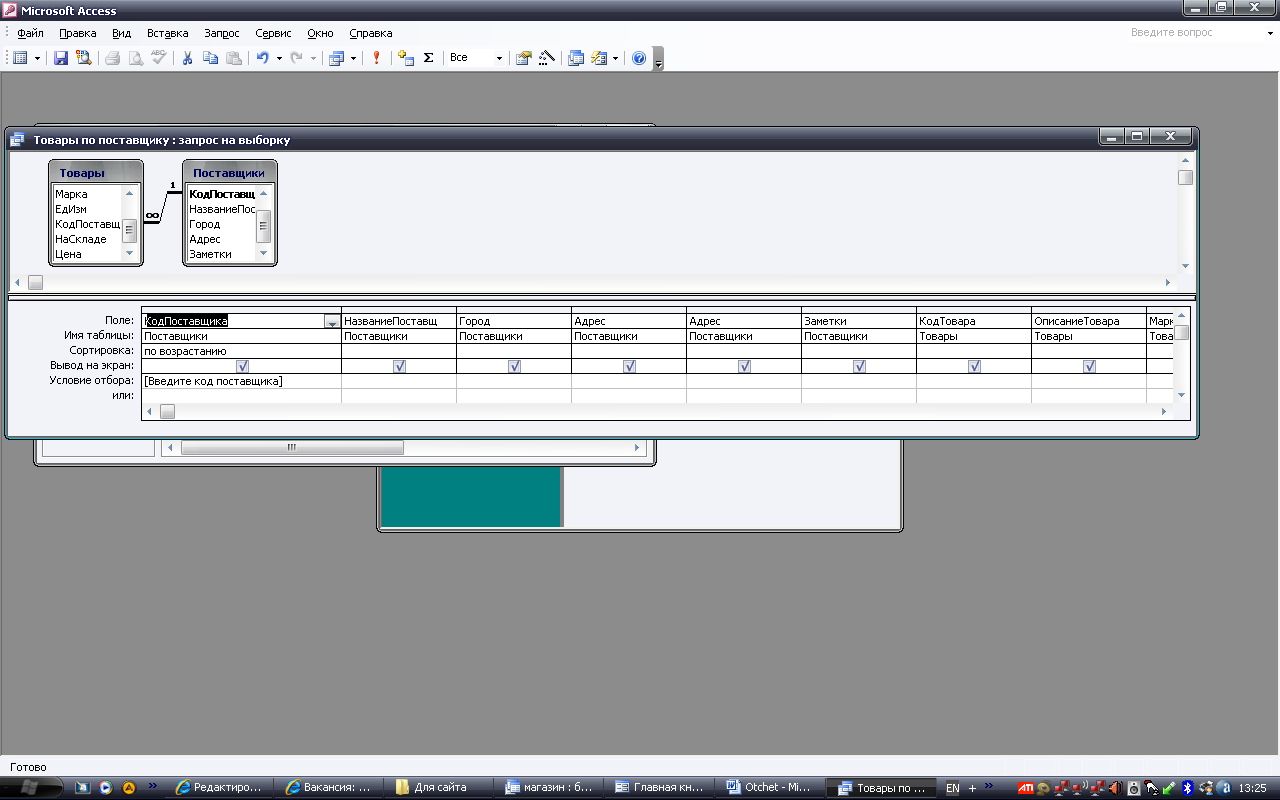 Microsoft Access
Файл Правка Вид Вставка Запрос Сервис Окно Справка Введите вопрос
Все
Товары по поставщику : запрос на выборку
Товары Поставщики
Марка КодПоставщ
1
ЕдИзм НазваниеПос
∞
КодПоставщ Город
НаСкладе Адрес
Цена Заметки
Поле: КодПоставщика НазваниеПоставщ Город Адрес Адрес Заметки КодТовара ОписаниеТовара Марк
Имя таблицы: Поставщики Поставщики Поставщики Поставщики Поставщики Поставщики Товары Товары Това
Сортировка: по возрастанию
Вывод на экран:
Условие отбора: [Введите код поставщика]
или:
Готово
Редактиро... Вакансия: ... Для сайта магазин : б... Главная кн... Otchet - Mi... Товары по ... EN ATI 13:25